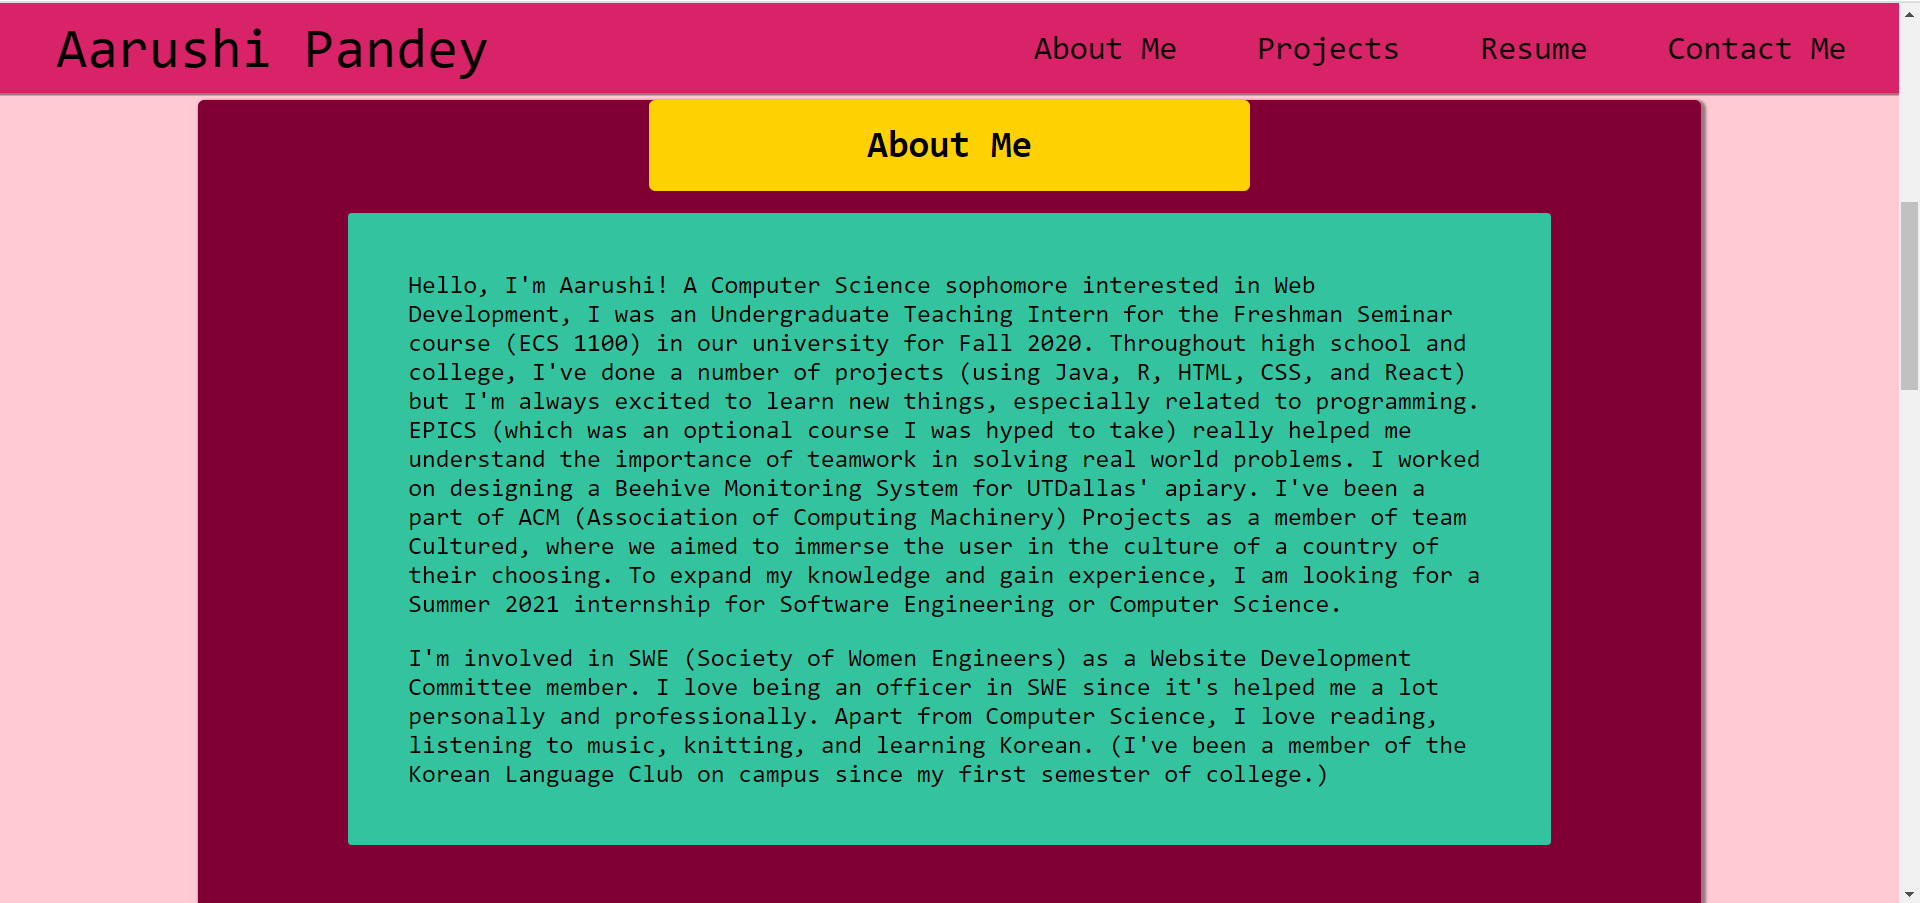 Aarushi Pandey
About Me
Projects
Resume
Contact Me
About Me
Hello, I'm Aarushi! A Computer Science sophomore interested in Web
Development, I was an Undergraduate Teaching Intern for the Freshman Seminar
course (ECS 1100) in our university for Fall 2020. Throughout high school and
college, I've done a number of projects (using Java, R, HTML, CSS, and React)
but I'm always excited to learn new things, especially related to programming.
EPICS (which was an optional course I was hyped to take) really helped me
understand the importance of teamwork in solving real world problems. I worked
on designing a Beehive Monitoring System for UTDallas' apiary. I've been a
part of ACM (Association of Computing Machinery) Projects as a member of team
Cultured, where we aimed to immerse the user in the culture of a country of
their choosing. To expand my knowledge and gain experience, I am looking for a
Summer 2021 internship for Software Engineering or Computer Science.
I'm involved in SWE (Society of Women Engineers) as a Website Development
Committee member. I love being an officer in SWE since it's helped me a lot
personally and professionally. Apart from Computer Science, I love reading,
listening to music, knitting, and learning Korean. (I've been a member of the
Korean Language Club on campus since my first semester of college.)